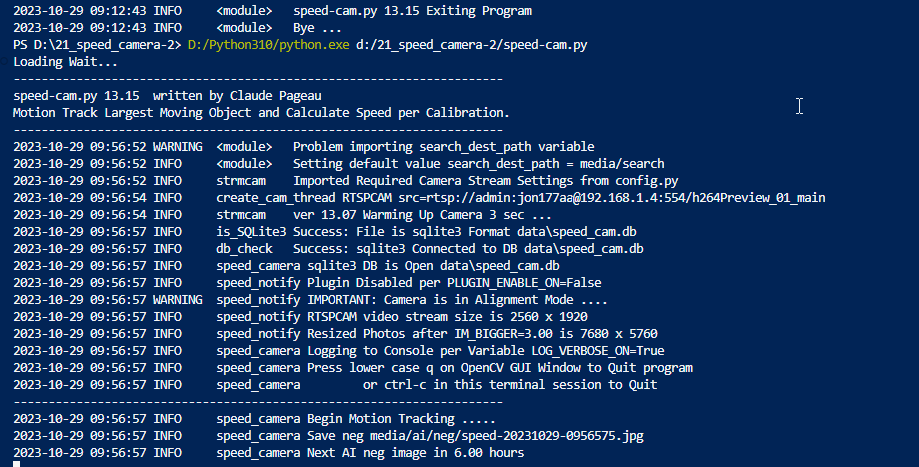 2023-10-29 09:12:43 INFO     <module>   speed-cam.py 13.15 Exiting Program
2023-10-29 09:12:43 INFO     <module>   Bye ...
PS D:\21_speed_camera-2> D:/Python310/python.exe d:/21_speed_camera-2/speed-cam.py
Loading Wait...
----------------------------------------------------------------------
speed-cam.py 13.15  written by Claude Pageau
Motion Track Largest Moving Object and Calculate Speed per Calibration.
----------------------------------------------------------------------
2023-10-29 09:56:52 WARNING  <module>   Problem importing search_dest_path variable
2023-10-29 09:56:52 INFO     <module>   Setting default value search_dest_path = media/search
2023-10-29 09:56:52 INFO     strmcam    Imported Required Camera Stream Settings from config.py
2023-10-29 09:56:54 INFO     create_cam_thread RTSPCAM src=rtsp://admin:jon177aa@192.168.1.4:554/h264Preview_01_main
2023-10-29 09:56:54 INFO     strmcam    ver 13.07 Warming Up Camera 3 sec ...
2023-10-29 09:56:57 INFO     is_SQLite3 Success: File is sqlite3 Format data\speed_cam.db
2023-10-29 09:56:57 INFO     db_check   Success: sqlite3 Connected to DB data\speed_cam.db
2023-10-29 09:56:57 INFO     speed_camera sqlite3 DB is Open data\speed_cam.db
2023-10-29 09:56:57 INFO     speed_notify Plugin Disabled per PLUGIN_ENABLE_ON=False
2023-10-29 09:56:57 WARNING  speed_notify IMPORTANT: Camera is in Alignment Mode ....
2023-10-29 09:56:57 INFO     speed_notify RTSPCAM video stream size is 2560 x 1920
2023-10-29 09:56:57 INFO     speed_notify Resized Photos after IM_BIGGER=3.00 is 7680 x 5760
2023-10-29 09:56:57 INFO     speed_camera Logging to Console per Variable LOG_VERBOSE_ON=True
2023-10-29 09:56:57 INFO     speed_camera Press lower case q on OpenCV GUI Window to Quit program
2023-10-29 09:56:57 INFO     speed_camera         or ctrl-c in this terminal session to Quit
----------------------------------------------------------------------
2023-10-29 09:56:57 INFO     speed_camera Begin Motion Tracking .....
2023-10-29 09:56:57 INFO     speed_camera Save neg media/ai/neg/speed-20231029-0956575.jpg
2023-10-29 09:56:57 INFO     speed_camera Next AI neg image in 6.00 hours